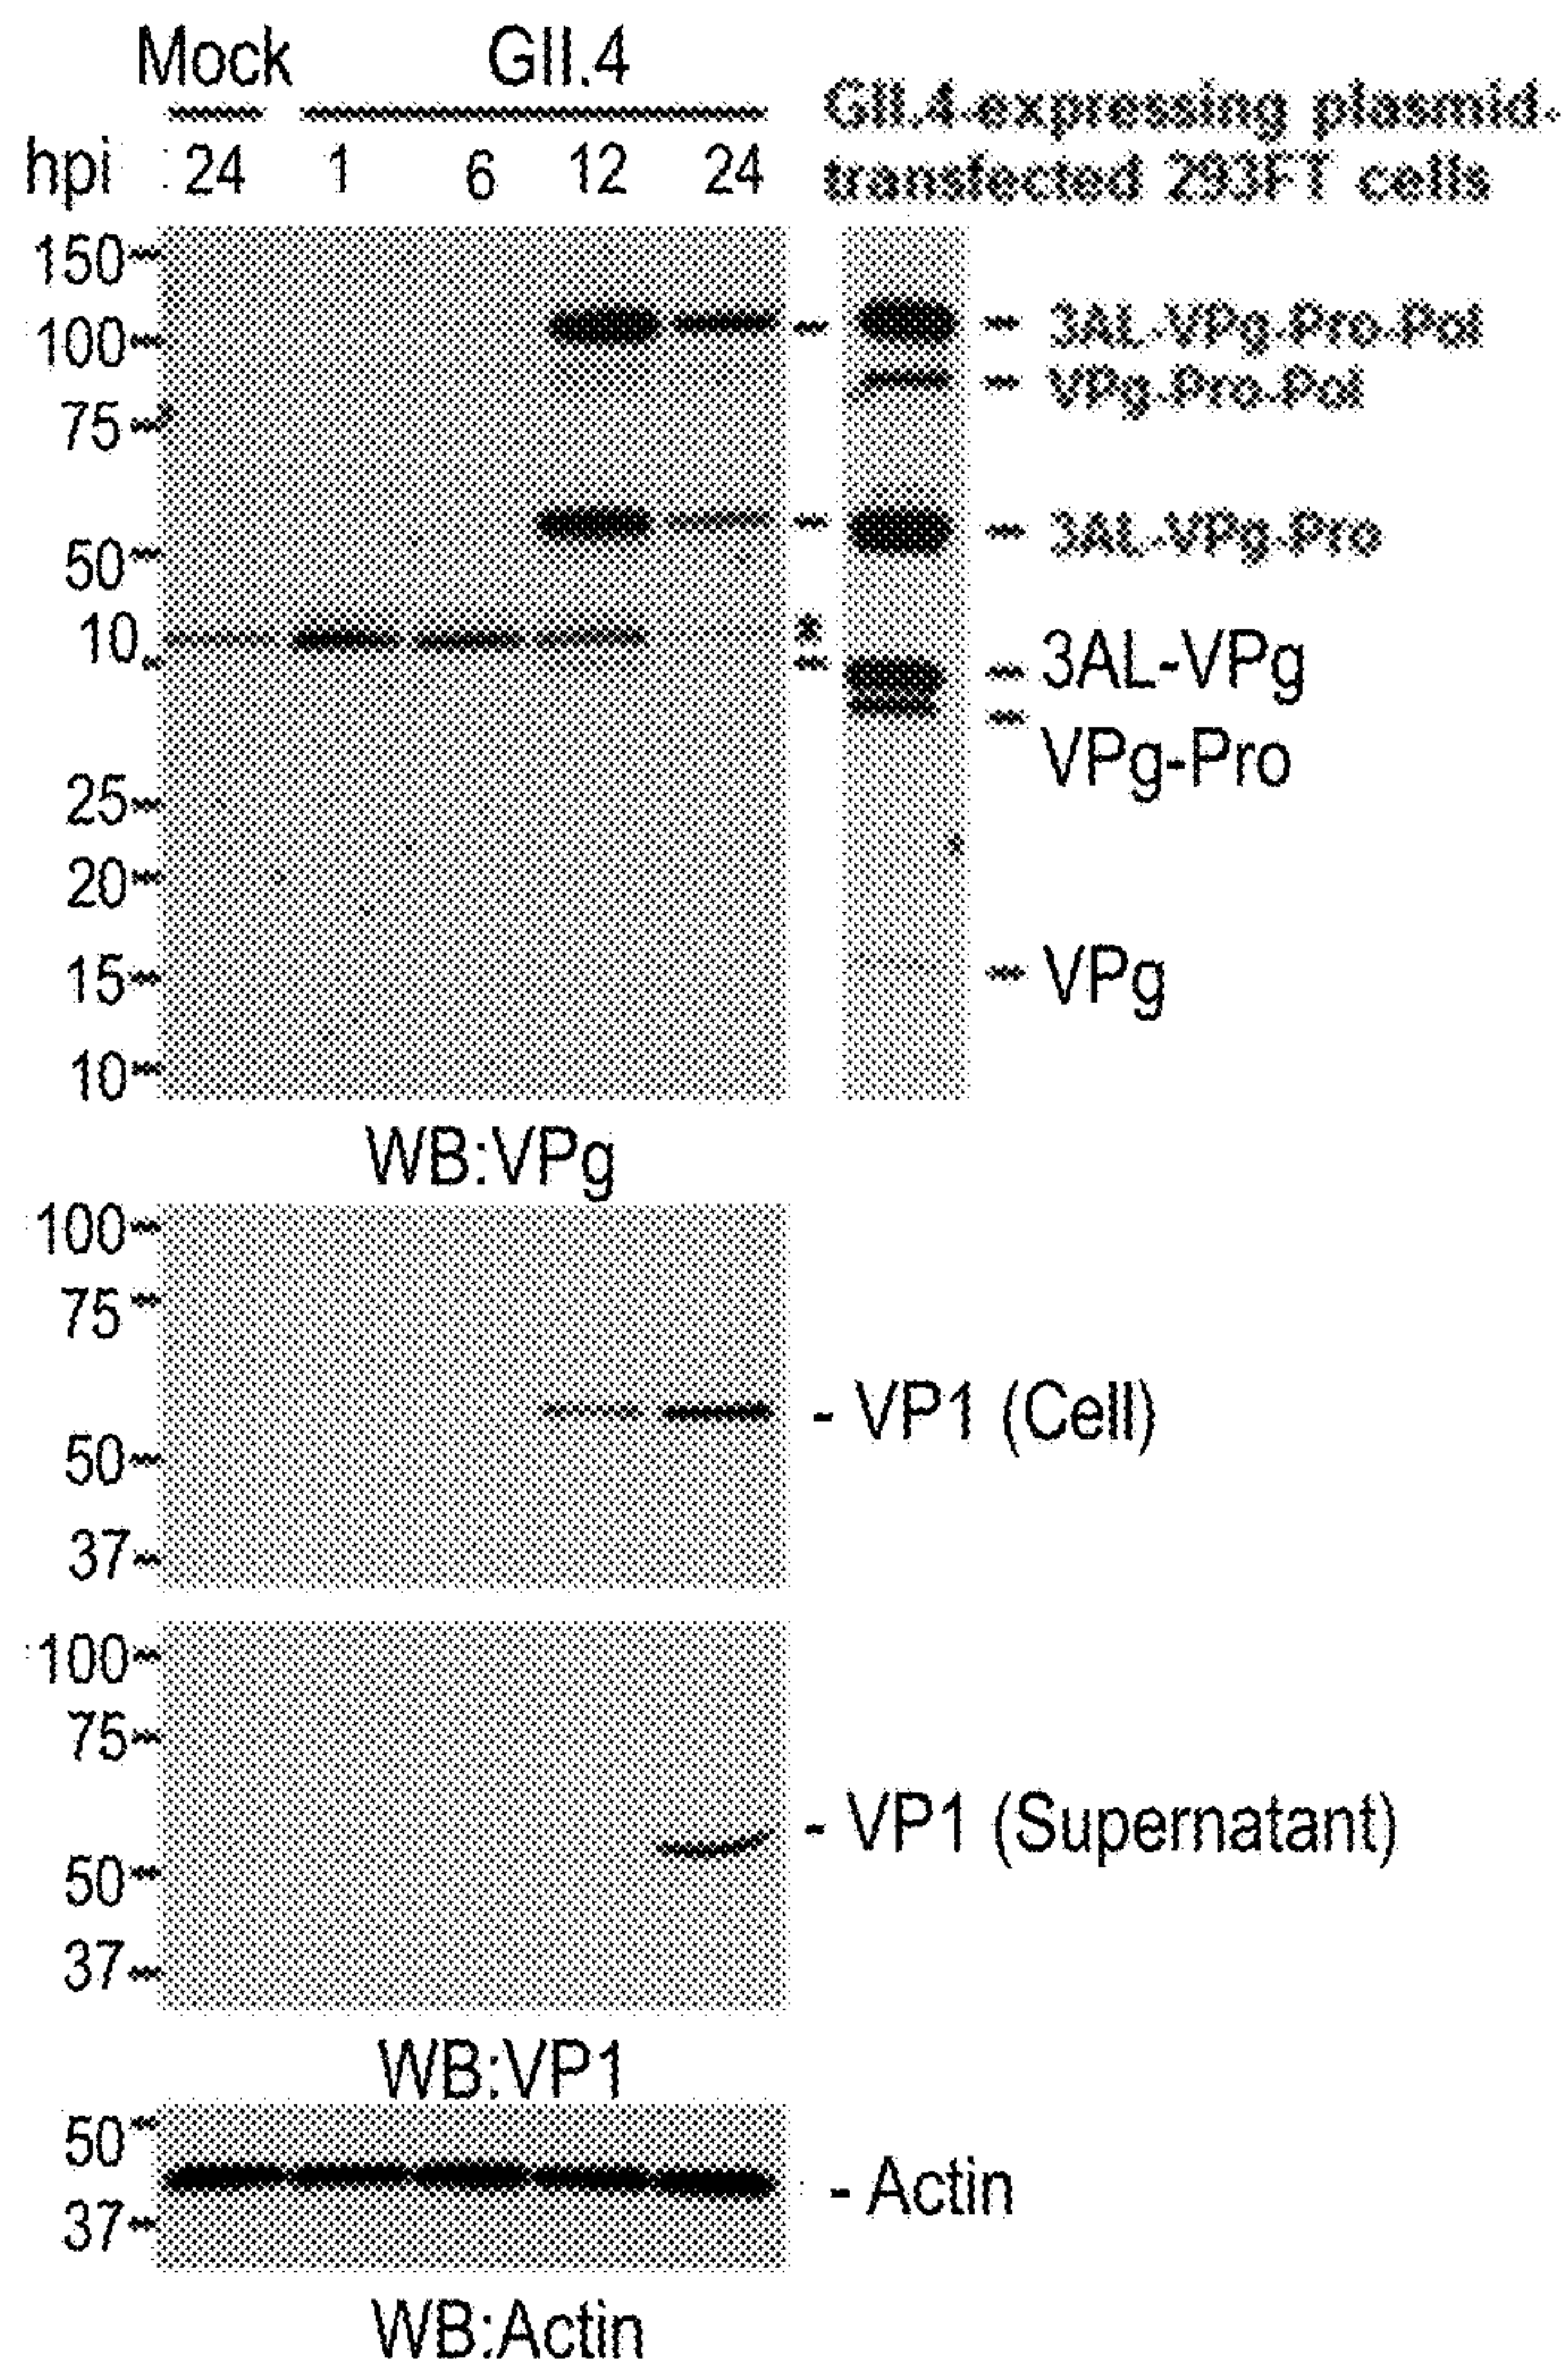 Mock GII.4
GII.4-expressing plasmid-
transfected 293FT cells
hpi 24 1 6 12 24
150
100
75
50
10
25
20
15
10
*
3AL-VPg-Pro-Pol
VPg-Pro-Pol
3AL-VPg-Pro
3AL-VPg
VPg-Pro
VPg
WB:VPg
100
75
50
37
- VP1 (Cell)
100
75
50
37
- VP1 (Supernatant)
WB:VP1
50
37
- Actin
WB:Actin